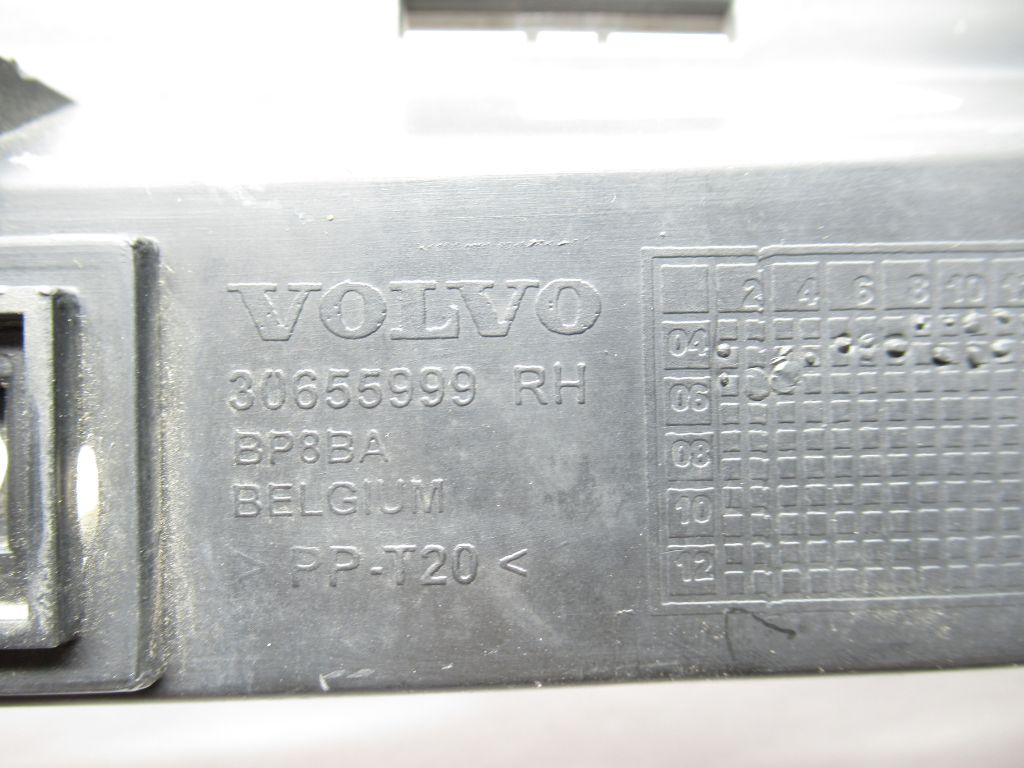 VOLVO
30655999 RH
BP8BA
BELGIUM
> PP-T20 <
2 4 6 8 10
04
06
08
10
12